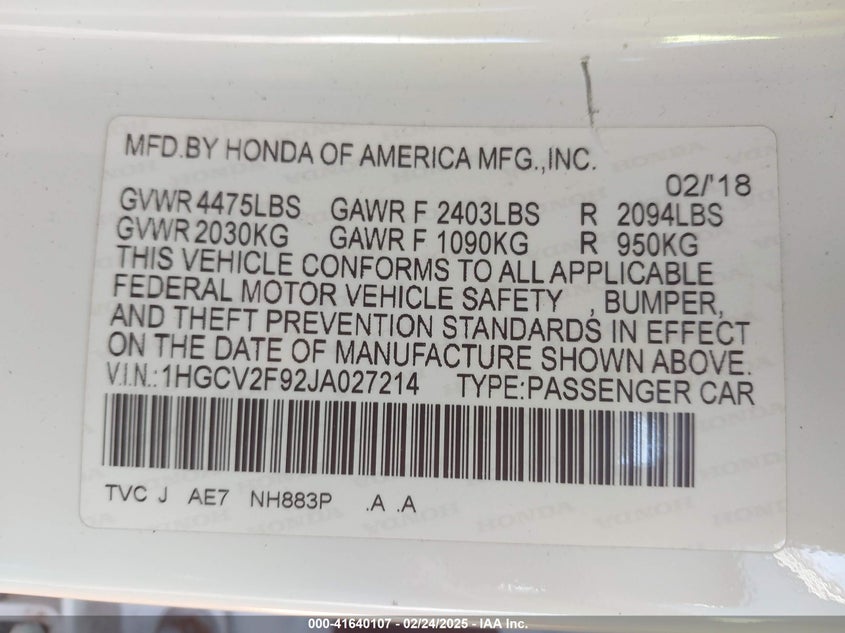 MFD.BY HONDA OF AMERICA MFG.,INC.
02/'18
GVWR 4475LBS GAWR F 2403LBS R 2094LBS
GVWR 2030KG GAWR F 1090KG R 950KG
THIS VEHICLE CONFORMS TO ALL APPLICABLE
FEDERAL MOTOR VEHICLE SAFETY , BUMPER,
AND THEFT PREVENTION STANDARDS IN EFFECT
ON THE DATE OF MANUFACTURE SHOWN ABOVE.
V.I.N.:1HGCV2F92JA027214 TYPE:PASSENGER CAR
TVC J AE7 NH883P .A .A
000-41640107 - 02/24/2025 - IAA Inc.